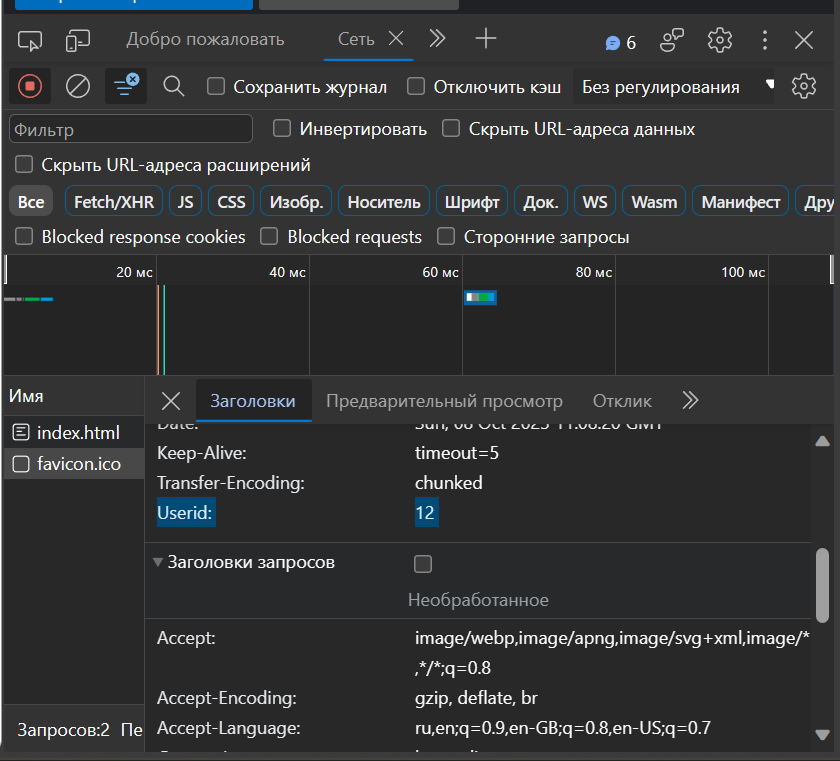 Добро пожаловать Сеть 6
Сохранить журнал Отключить кэш Без регулирования
Фильтр Инвертировать Скрыть URL-адреса данных
Скрыть URL-адреса расширений
Все Fetch/XHR JS CSS Изобр. Носитель Шрифт Док. WS Wasm Манифест Дру
Blocked response cookies Blocked requests Сторонние запросы
20 мс 40 мс 60 мс 80 мс 100 мс
Имя Заголовки Предварительный просмотр Отклик
index.html
favicon.ico
Date: Sun, 08 Oct 2023 11:08:20 GMT
Keep-Alive: timeout=5
Transfer-Encoding: chunked
Userid: 12
Заголовки запросов
Необработанное
Accept: image/webp,image/apng,image/svg+xml,image/*
,*/*;q=0.8
Accept-Encoding: gzip, deflate, br
Accept-Language: ru,en;q=0.9,en-GB;q=0.8,en-US;q=0.7
Запросов:2 Пе